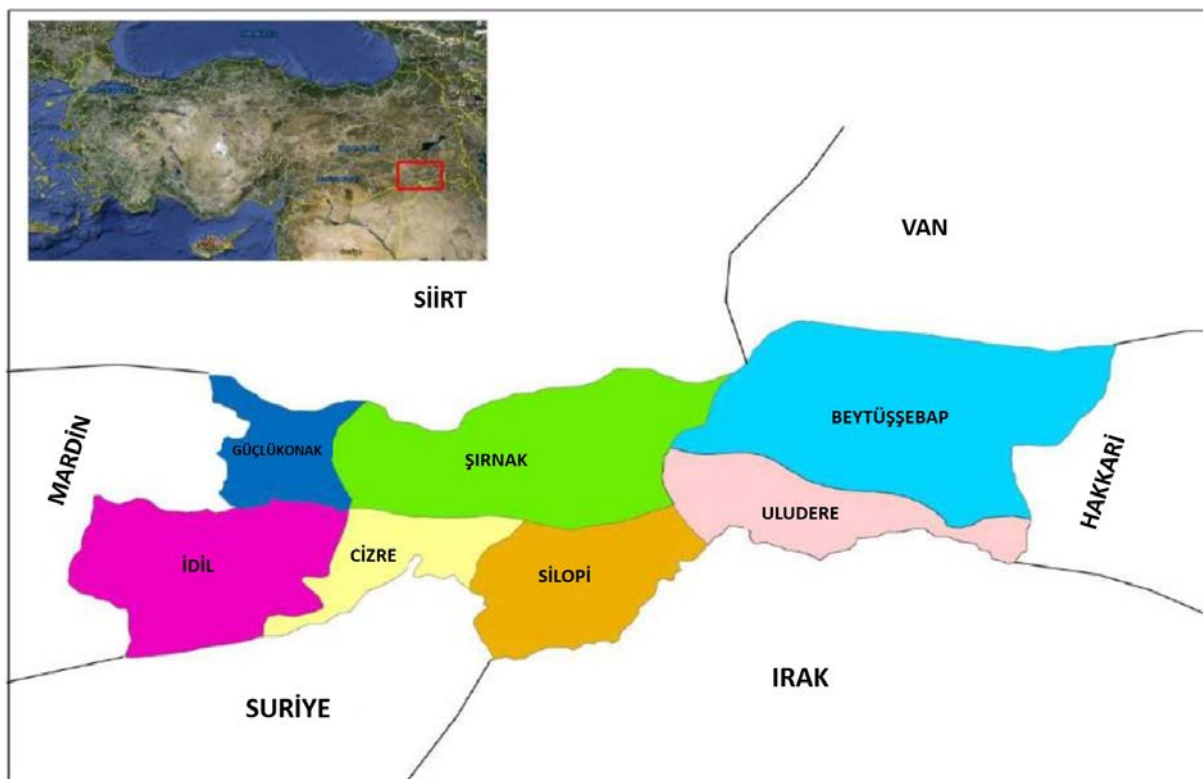 VAN
SİİRT
BEYTÜŞŞEBAP
MARDİN
GÜÇLÜKONAK
ŞIRNAK
HAKKARİ
ULUDERE
CİZRE
İDİL
SİLOPİ
IRAK
SURİYE